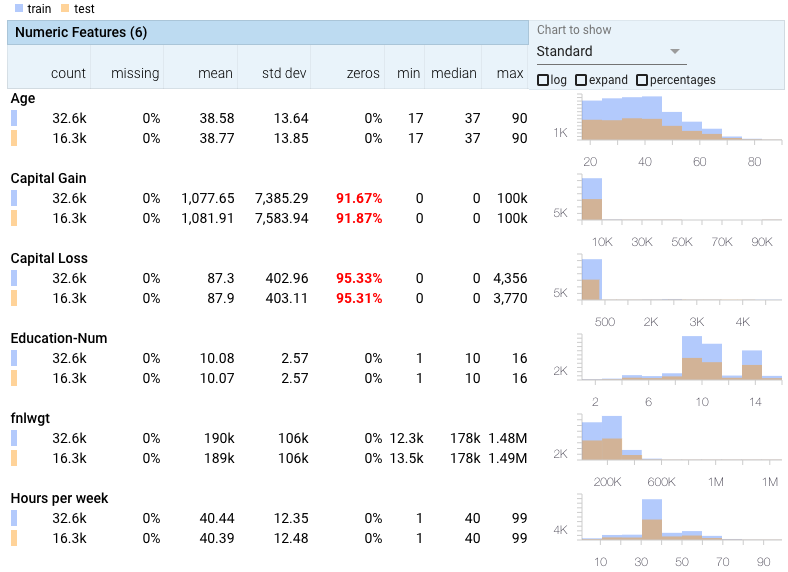 train test
Numeric Features (6)
Chart to show
Standard
count missing mean std dev zeros min median max
log expand percentages
Age
32.6k 0% 38.58 13.64 0% 17 37 90
16.3k 0% 38.77 13.85 0% 17 37 90
1K
20 40 60 80
Capital Gain
32.6k 0% 1,077.65 7,385.29 91.67% 0 0 100k
16.3k 0% 1,081.91 7,583.94 91.87% 0 0 100k
5K
10K 30K 50K 70K 90K
Capital Loss
32.6k 0% 87.3 402.96 95.33% 0 0 4,356
16.3k 0% 87.9 403.11 95.31% 0 0 3,770
5K
500 2K 3K 4K
Education-Num
32.6k 0% 10.08 2.57 0% 1 10 16
16.3k 0% 10.07 2.57 0% 1 10 16
2K
2 6 10 14
fnlwgt
32.6k 0% 190k 106k 0% 12.3k 178k 1.48M
16.3k 0% 189k 106k 0% 13.5k 178k 1.49M
2K
200K 600K 1M 1M
Hours per week
32.6k 0% 40.44 12.35 0% 1 40 99
16.3k 0% 40.39 12.48 0% 1 40 99
4K
10 30 50 70 90